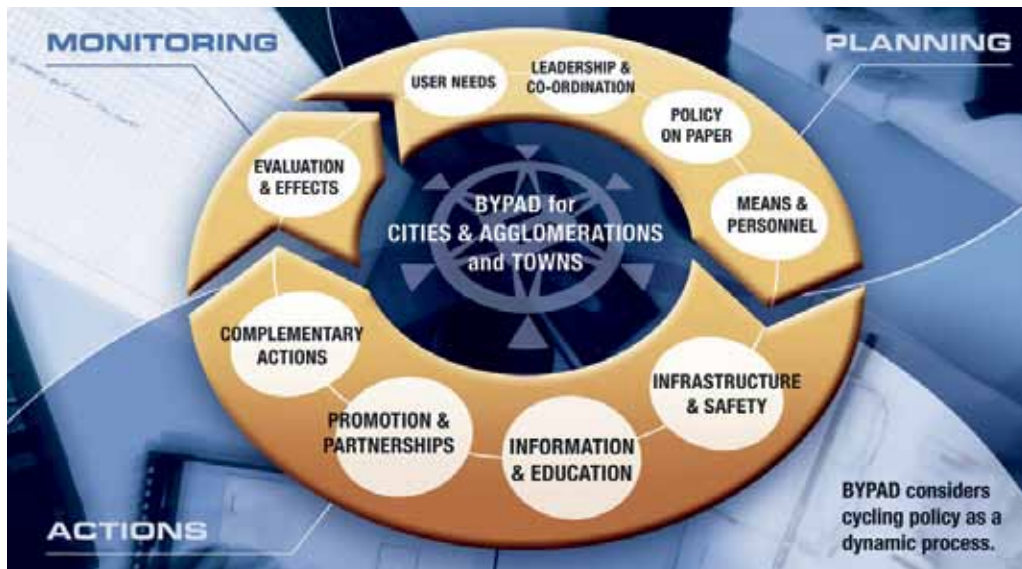 MONITORING
PLANNING
USER NEEDS
LEADERSHIP &
CO-ORDINATION
POLICY
ON PAPER
MEANS &
PERSONNEL
EVALUATION
& EFFECTS
BYPAD for
CITIES & AGGLOMERATIONS
and TOWNS
COMPLEMENTARY
ACTIONS
PROMOTION &
PARTNERSHIPS
INFORMATION
& EDUCATION
INFRASTRUCTURE
& SAFETY
ACTIONS
BYPAD considers
cycling policy as a
dynamic process.